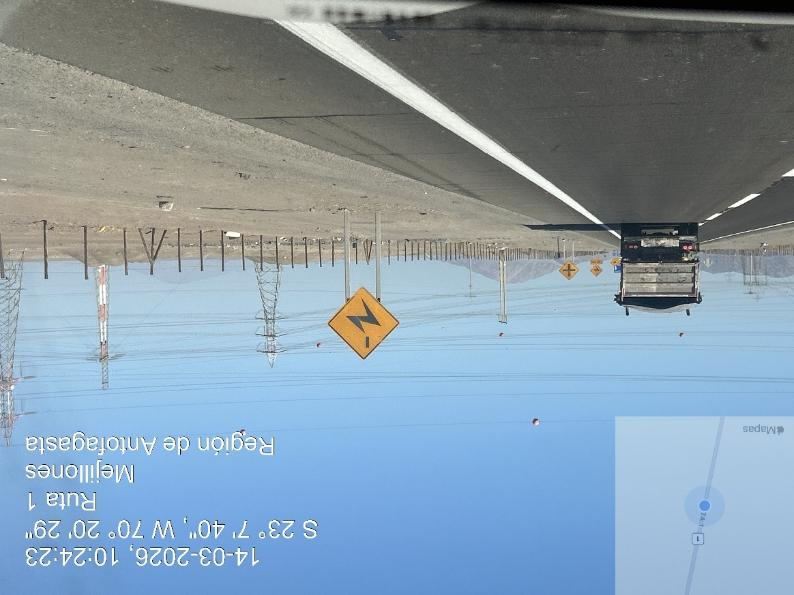 14-03-2026, 10:24:23
S 23° 7' 40", W 70° 20' 29"
Ruta 1
Mejillones
Región de Antofagasta
1
Mapas